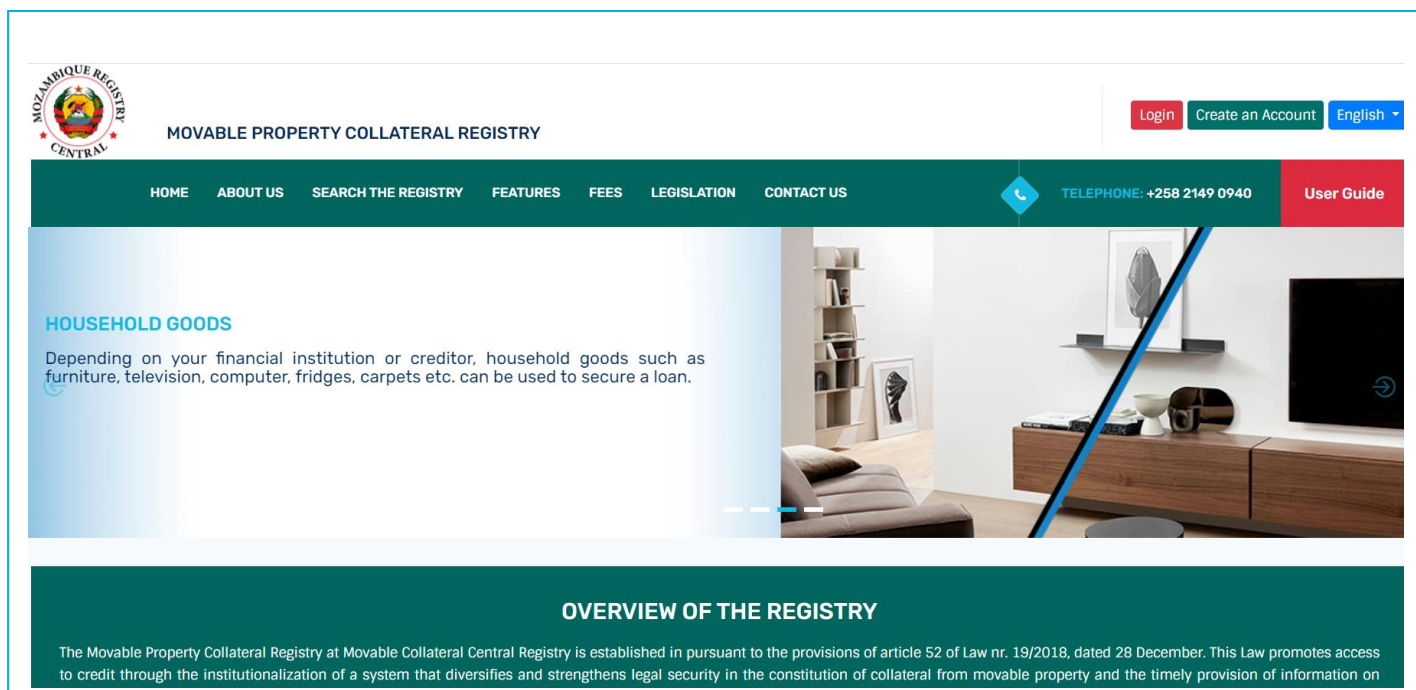 MOZAMBIQUE REGISTRY
CENTRAL
MOVABLE PROPERTY COLLATERAL REGISTRY
Login Create an Account English
HOME ABOUT US SEARCH THE REGISTRY FEATURES FEES LEGISLATION CONTACT US TELEPHONE: +258 2149 0940 User Guide
HOUSEHOLD GOODS
Depending on your financial institution or creditor, household goods such as
furniture, television, computer, fridges, carpets etc. can be used to secure a loan.
OVERVIEW OF THE REGISTRY
The Movable Property Collateral Registry at Movable Collateral Central Registry is established in pursuant to the provisions of article 52 of Law nr. 19/2018, dated 28 December. This Law promotes access
to credit through the institutionalization of a system that diversifies and strengthens legal security in the constitution of collateral from movable property and the timely provision of information on